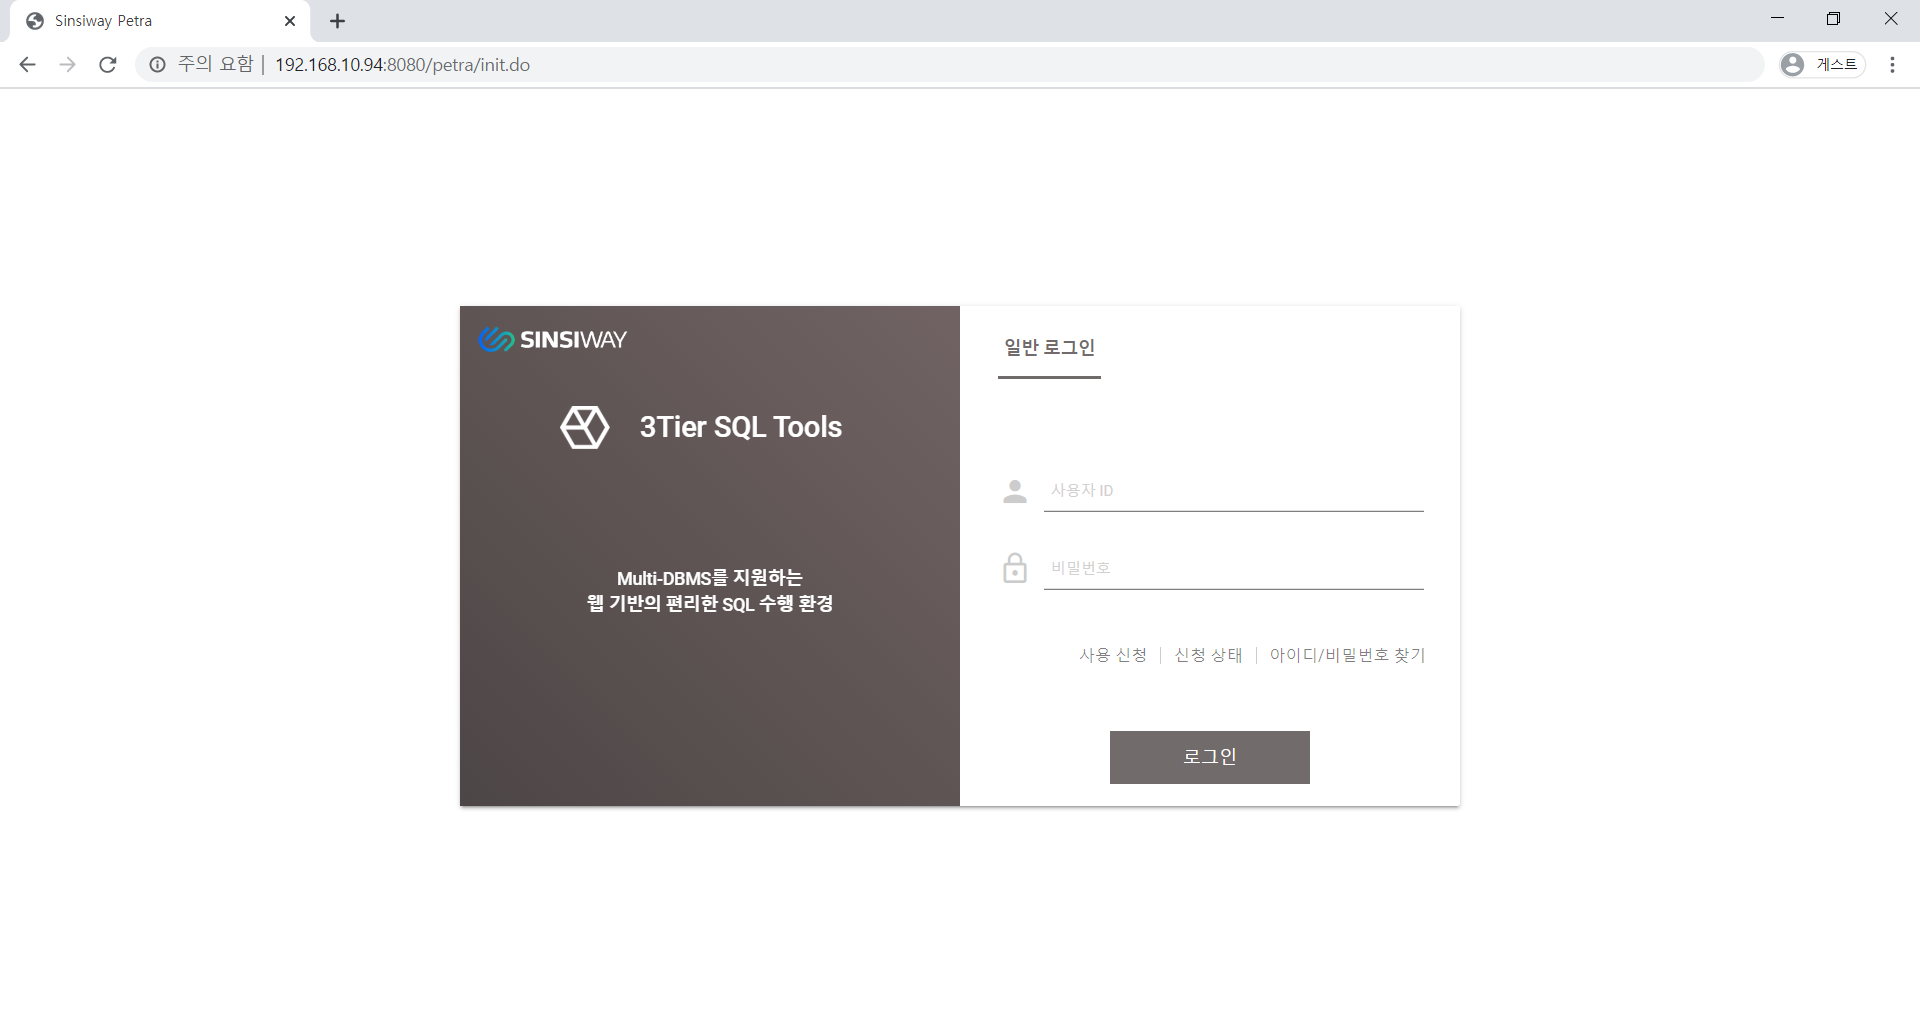 Sinsiway Petra
주의 요함 | 192.168.10.94:8080/petra/init.do
게스트
SINSIWAY
3Tier SQL Tools
Multi-DBMS를 지원하는
웹 기반의 편리한 SQL 수행 환경
일반 로그인
사용자 ID
비밀번호
사용 신청 | 신청 상태 | 아이디/비밀번호 찾기
로그인